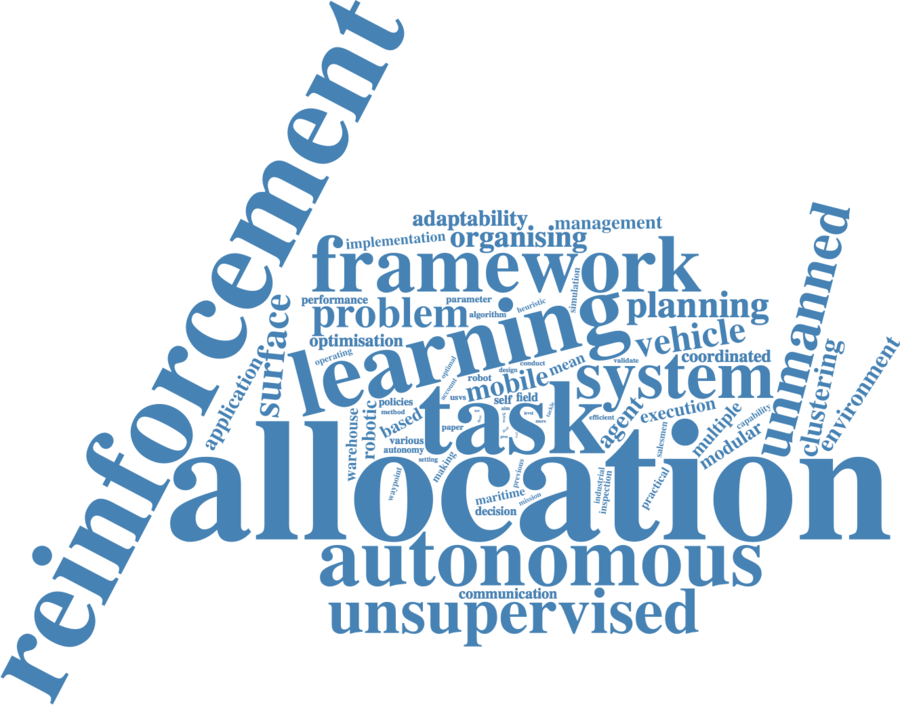 reinforcement
adaptability
management
implementation
organising
framework
simulation
performance
parameter
heuristic
problem
algorithm
learning
planning
optimisation
vehicle
surface
operating
optimal
account
conduct
design
mean
validate
coordinated
unmanned
application
robot
mobile
system
clustering
environment
policies
method
usvs
self
field
aim
level
tackle
efficient
agent
execution
multiple
capability
modular
warehouse
robotic
based
paper
task
salesmen
various
autonomy
setting
making
allocation
waypoint
previous
maritime
mission
decision
industrial
inspection
practical
autonomous
communication
unsupervised